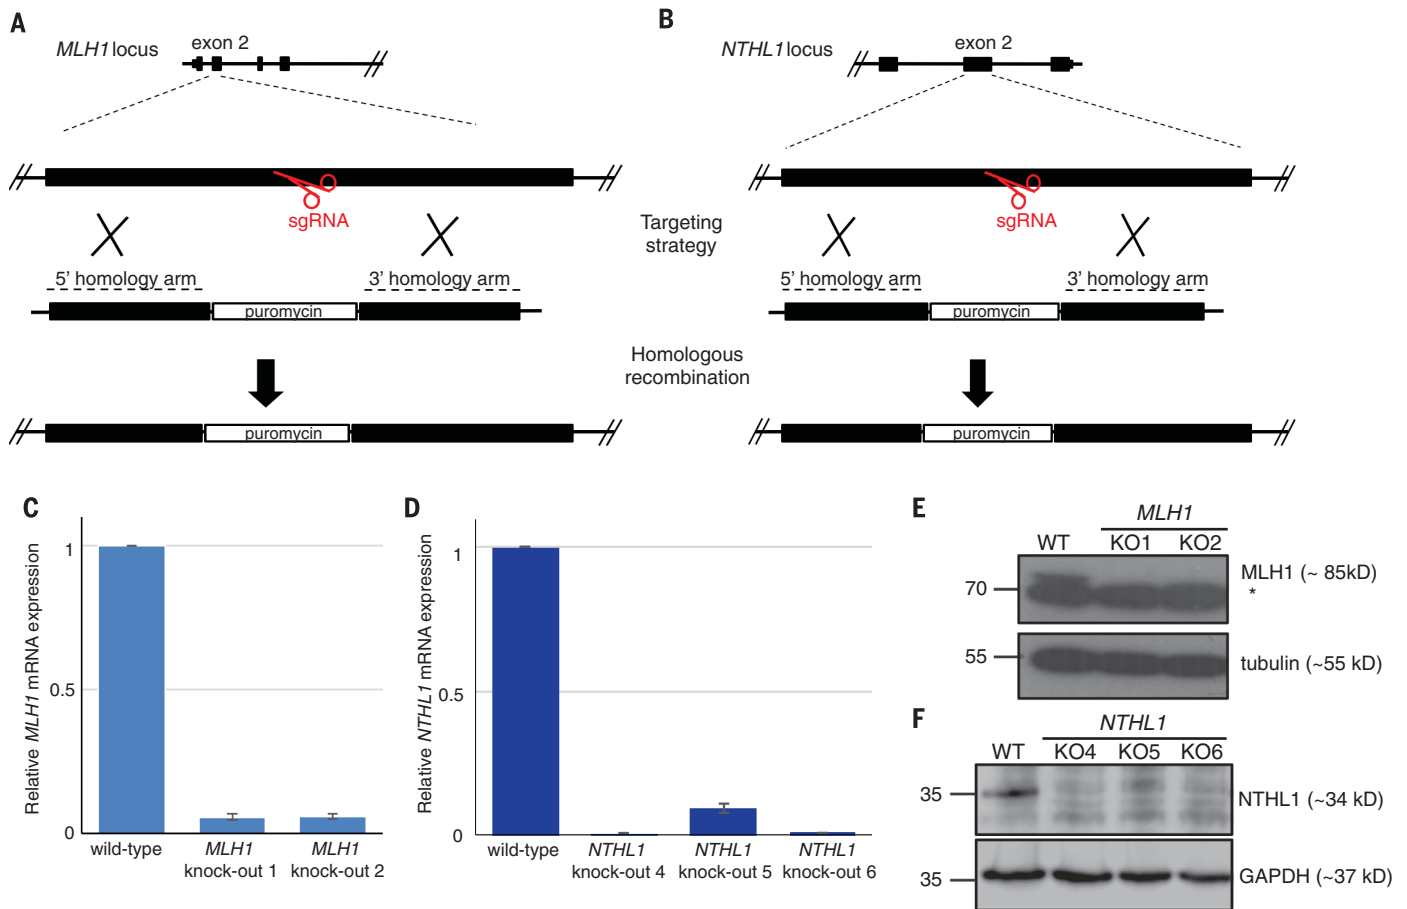 A
MLH1 locus
exon 2
sgRNA
5' homology arm
3' homology arm
puromycin
puromycin
B
NTHL1 locus
exon 2
sgRNA
Targeting
strategy
5' homology arm
3' homology arm
puromycin
Homologous
recombination
puromycin
C
Relative MLH1 mRNA expression
1
0.5
0
wild-type
MLH1
knock-out 1
MLH1
knock-out 2
D
Relative NTHL1 mRNA expression
1
0.5
0
wild-type
NTHL1
knock-out 4
NTHL1
knock-out 5
NTHL1
knock-out 6
E
MLH1
WT KO1 KO2
70
MLH1 (~ 85kD)
*
55
tubulin (~55 kD)
F
NTHL1
WT KO4 KO5 KO6
35
NTHL1 (~34 kD)
35
GAPDH (~37 kD)